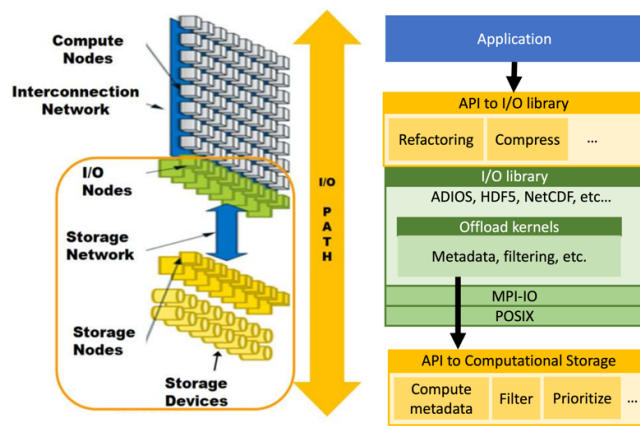 Compute
Nodes
Interconnection
Network
I/O
Nodes
Storage
Network
Storage
Nodes
Storage
Devices
I/O
P
A
T
H
Application
API to I/O library
Refactoring
Compress
...
I/O library
ADIOS, HDF5, NetCDF, etc...
Offload kernels
Metadata, filtering, etc.
MPI-IO
POSIX
API to Computational Storage
Compute
metadata
Filter
Prioritize
...